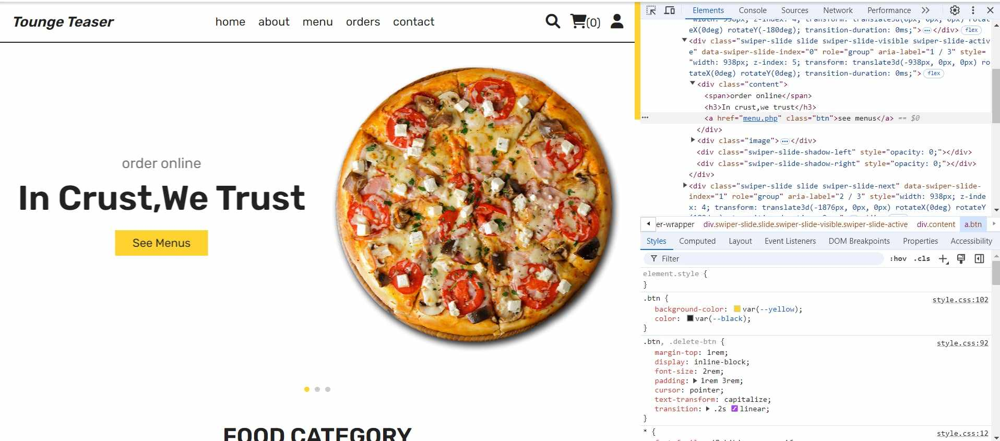 Tounge Teaser
home about menu orders contact
(0)
order online
In Crust,We Trust
See Menus
FOOD CATEGORY
Elements Console Sources Network Performance
eX(0deg) rotateY(-180deg); transition-duration: 0ms;"> </div> flex
<div class="swiper-slide slide swiper-slide-visible swiper-slide-activ
e" data-swiper-slide-index="0" role="group" aria-label="1 / 3" style=
"width: 938px; z-index: 5; transform: translate3d(-938px, 0px, 0px) ro
tateX(0deg) rotateY(0deg); transition-duration: 0ms;"> flex
<div class="content">
<span>order online</span>
<h3>In crust,we trust</h3>
<a href="menu.php" class="btn">see menus</a> == $0
</div>
<div class="image"> </div>
<div class="swiper-slide-shadow-left" style="opacity: 0;"></div>
<div class="swiper-slide-shadow-right" style="opacity: 0;"></div>
</div>
<div class="swiper-slide slide swiper-slide-next" data-swiper-slide-
index="1" role="group" aria-label="2 / 3" style="width: 938px; z-inde
x: 4; transform: translate3d(-1876px, 0px, 0px) rotateX(0deg) rotateY
er-wrapper div.swiper-slide.slide.swiper-slide-visible.swiper-slide-active div.content a.btn
Styles Computed Layout Event Listeners DOM Breakpoints Properties Accessibility
Filter :hov .cls
element.style {
}
.btn { style.css:102
background-color: var(--yellow);
color: var(--black);
}
.btn, .delete-btn { style.css:92
margin-top: 1rem;
display: inline-block;
font-size: 2rem;
padding: 1rem 3rem;
cursor: pointer;
text-transform: capitalize;
transition: .2s linear;
}
* { style.css:12